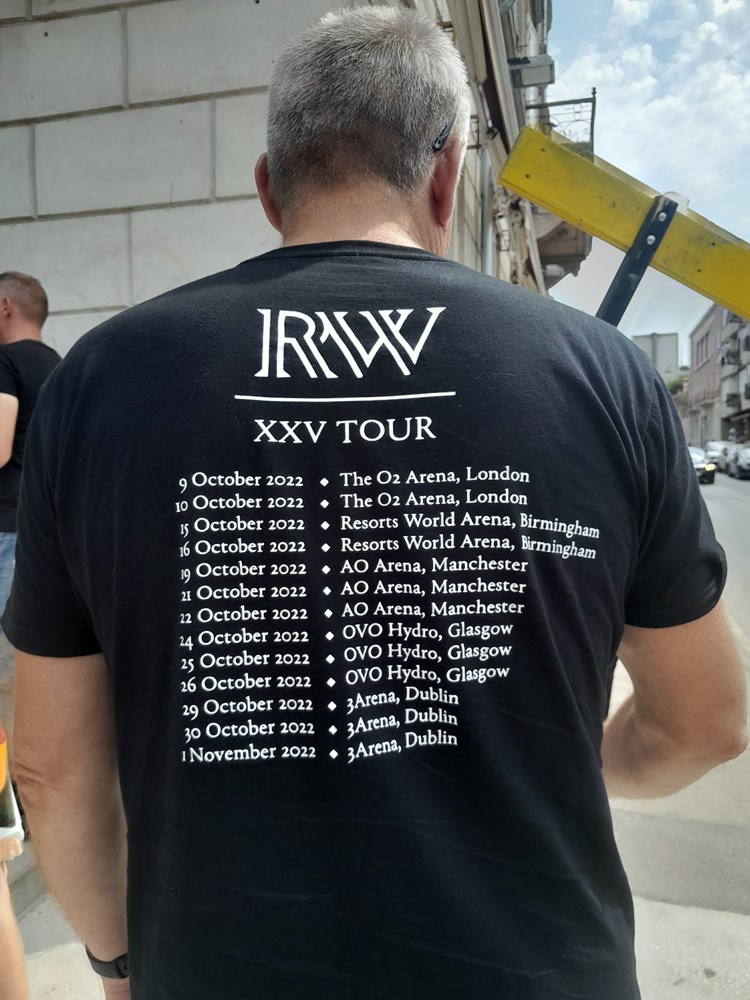 RW
XXV TOUR
9 October 2022 ◆ The O2 Arena, London
10 October 2022 ◆ The O2 Arena, London
15 October 2022 ◆ Resorts World Arena, Birmingham
16 October 2022 ◆ Resorts World Arena, Birmingham
19 October 2022 ◆ AO Arena, Manchester
21 October 2022 ◆ AO Arena, Manchester
22 October 2022 ◆ AO Arena, Manchester
24 October 2022 ◆ OVO Hydro, Glasgow
25 October 2022 ◆ OVO Hydro, Glasgow
26 October 2022 ◆ OVO Hydro, Glasgow
29 October 2022 ◆ 3Arena, Dublin
30 October 2022 ◆ 3Arena, Dublin
1 November 2022 ◆ 3Arena, Dublin